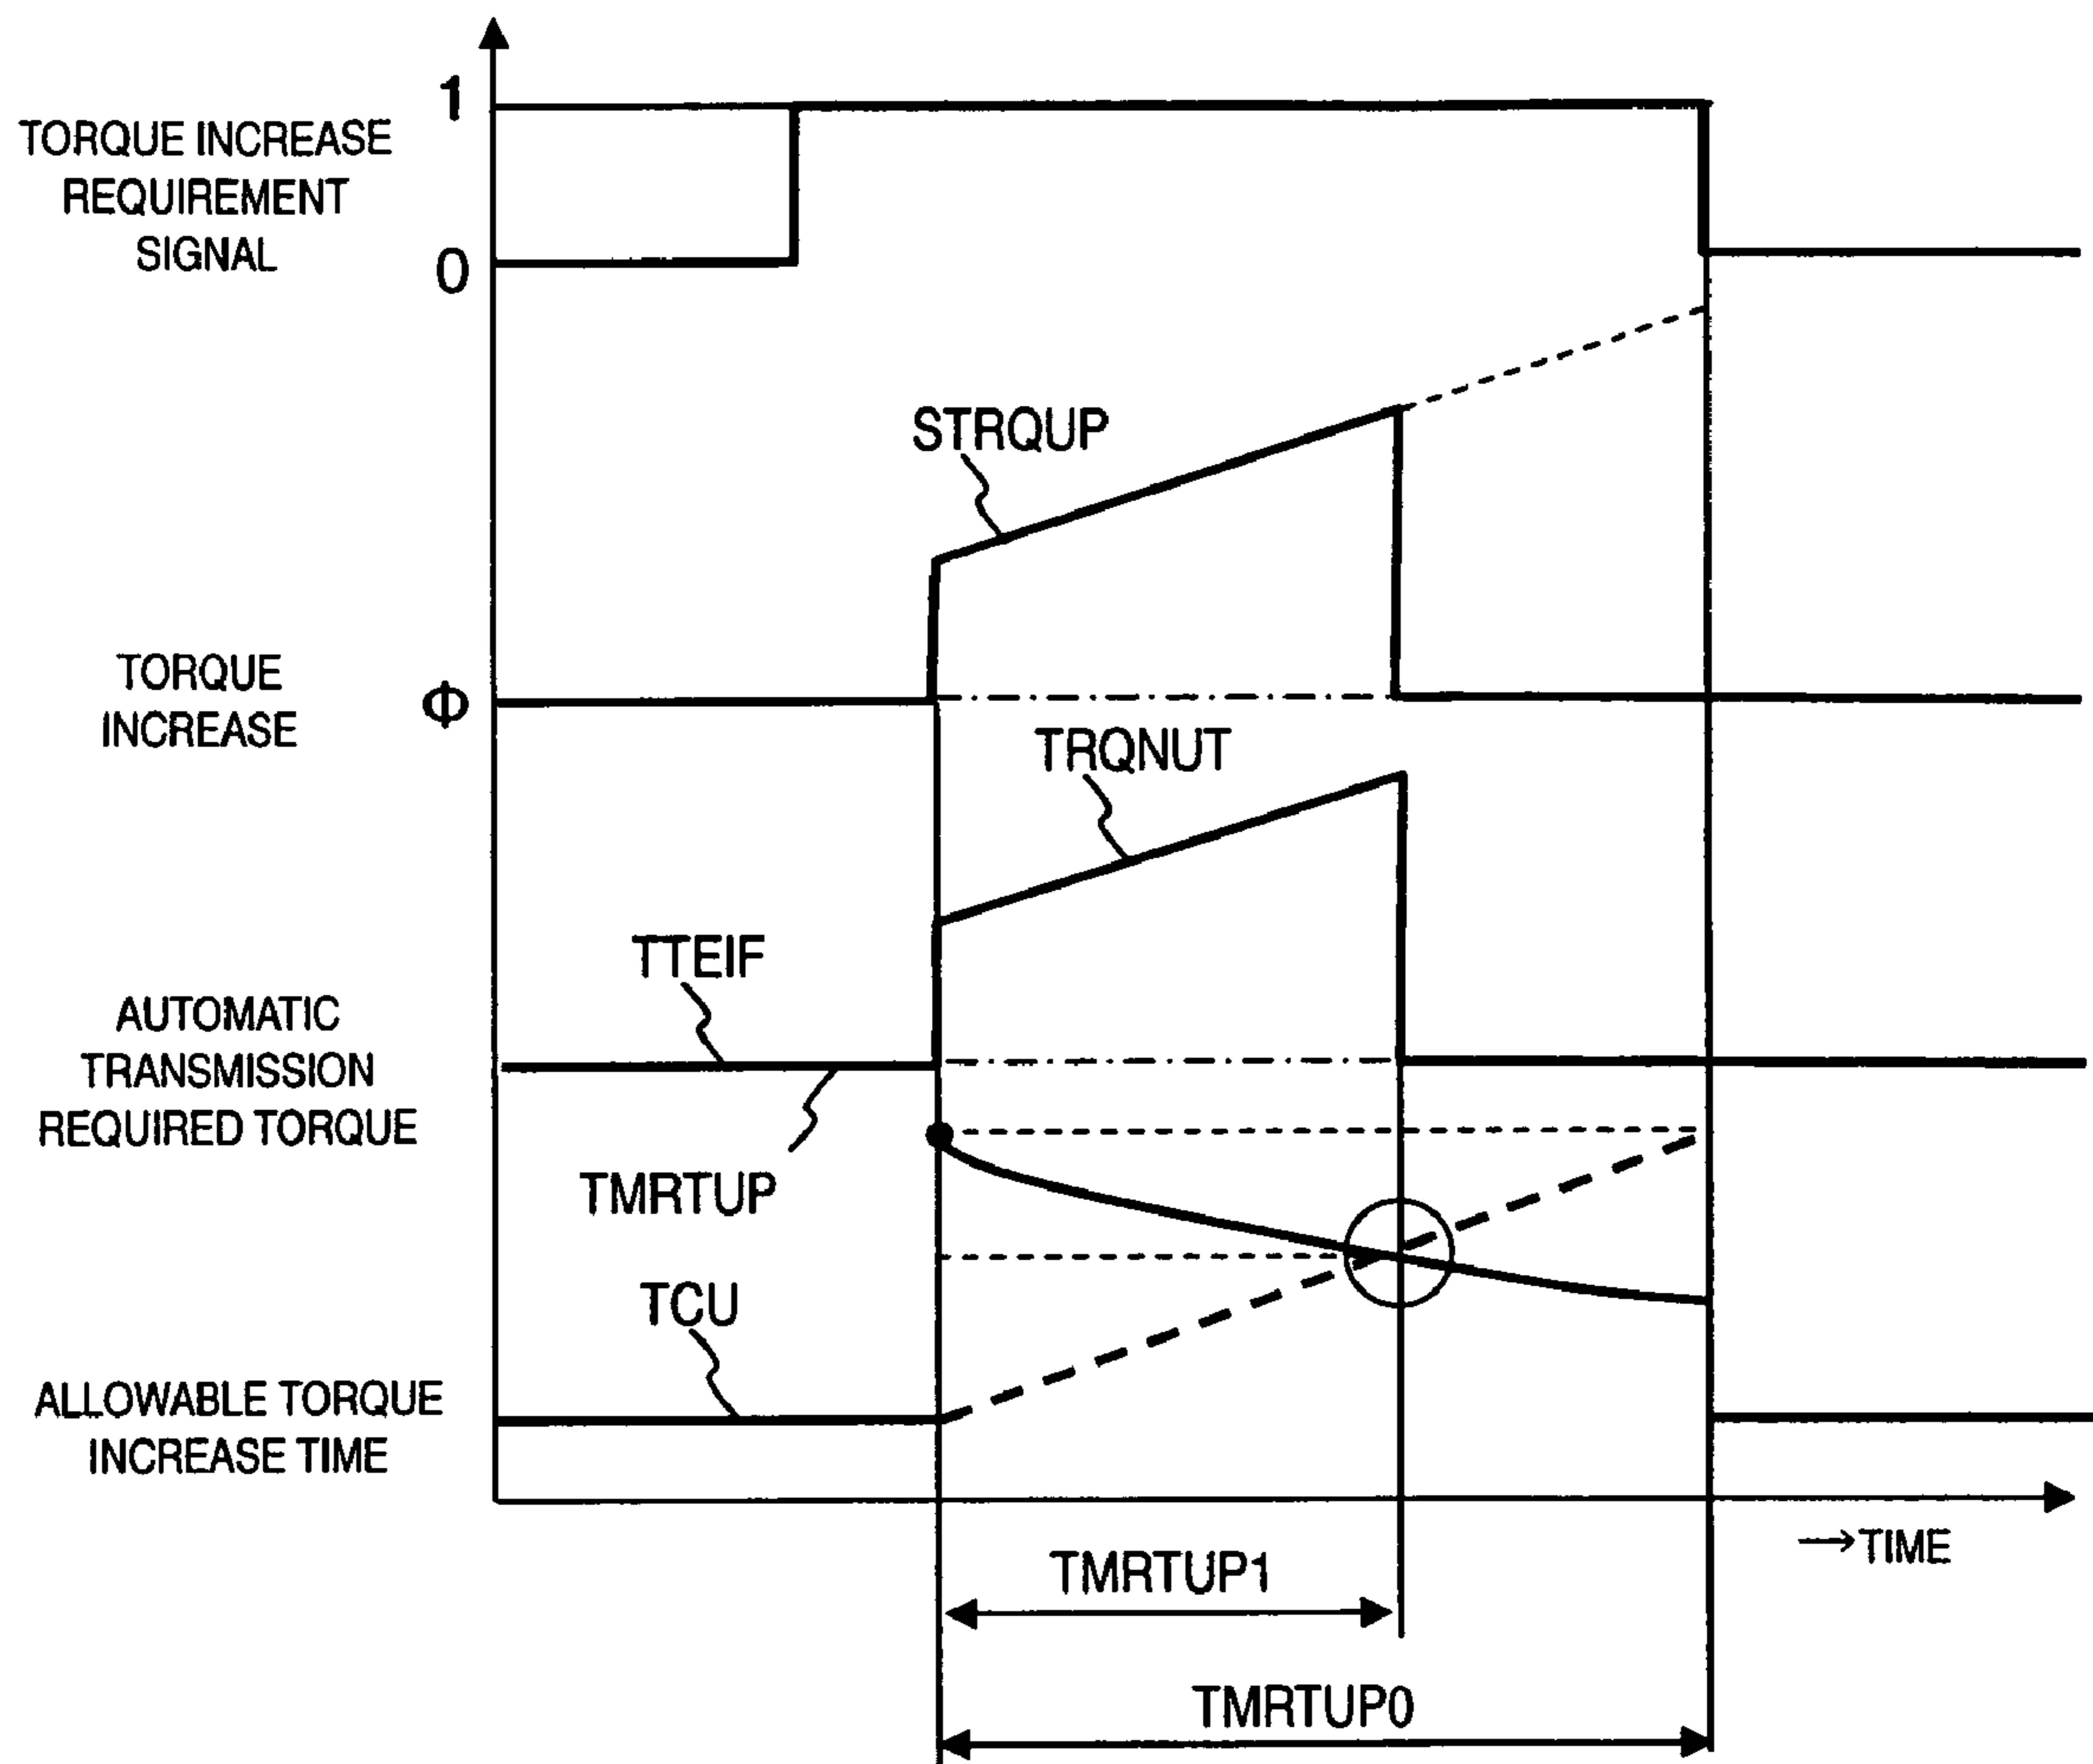 1
TORQUE INCREASE
REQUIREMENT
SIGNAL
0
STRQUP
TORQUE
INCREASE
Φ
TRQNUT
TTEIF
AUTOMATIC
TRANSMISSION
REQUIRED TORQUE
TMRTUP
TCU
ALLOWABLE TORQUE
INCREASE TIME
→TIME
TMRTUP1
TMRTUP0